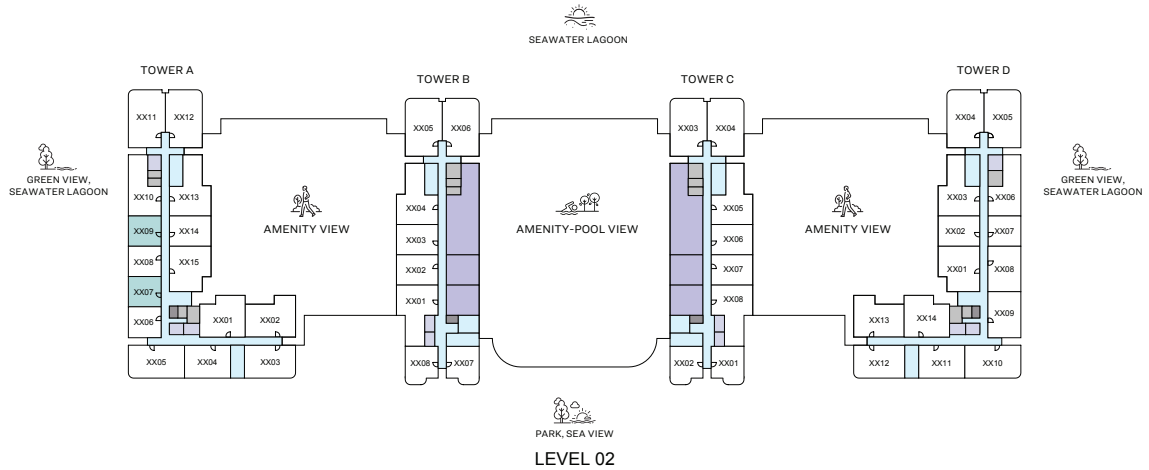 SEAWATER LAGOON
TOWER A
TOWER B
TOWER C
TOWER D
XX11
XX12
XX05
XX06
XX03
XX04
XX04
XX05
GREEN VIEW,
SEAWATER LAGOON
GREEN VIEW,
SEAWATER LAGOON
XX10
XX13
XX04
XX05
XX03
XX06
XX09
XX14
XX03
XX06
XX02
XX07
XX08
XX15
XX02
XX07
XX01
XX08
XX07
XX01
XX08
XX06
XX01
XX02
XX13
XX14
XX09
AMENITY VIEW
AMENITY-POOL VIEW
AMENITY VIEW
XX05
XX04
XX03
XX08
XX07
XX02
XX01
XX12
XX11
XX10
PARK, SEA VIEW
LEVEL 02